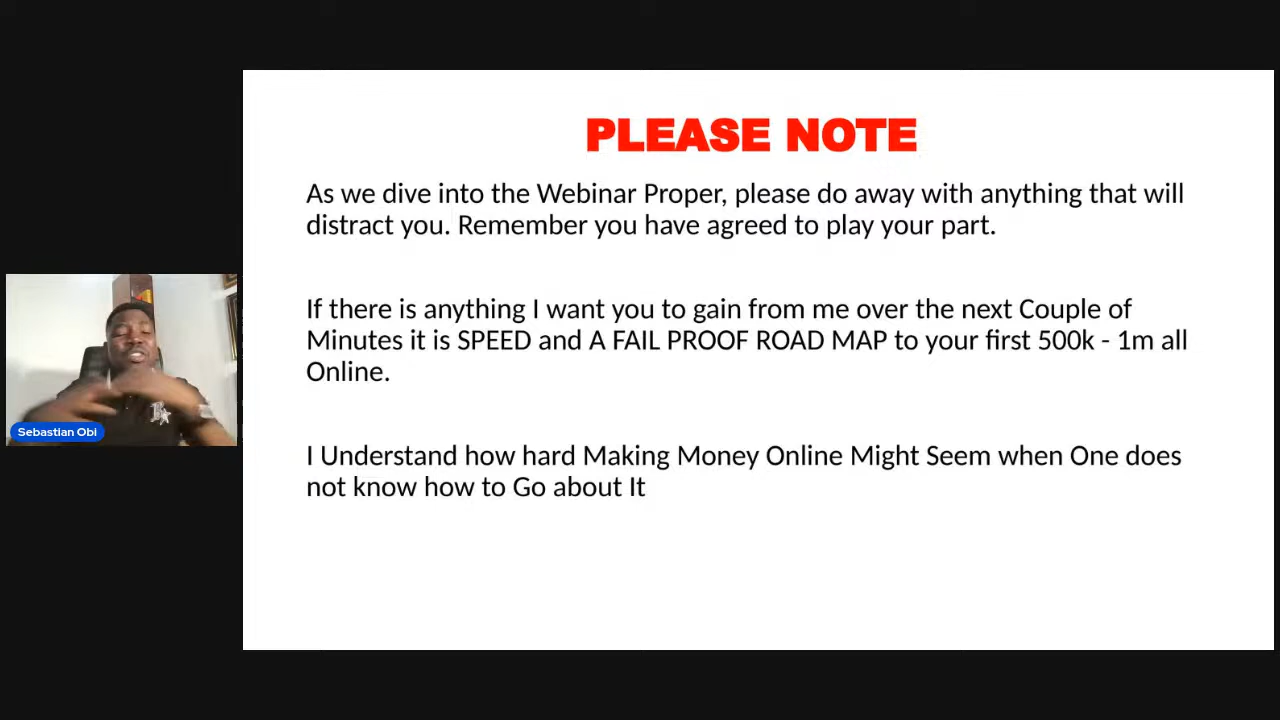 PLEASE NOTE
As we dive into the Webinar Proper, please do away with anything that will
distract you. Remember you have agreed to play your part.
If there is anything I want you to gain from me over the next Couple of
Minutes it is SPEED and A FAIL PROOF ROAD MAP to your first 500k - 1m all
Online.
I Understand how hard Making Money Online Might Seem when One does
not know how to Go about It
Sebastian Obi